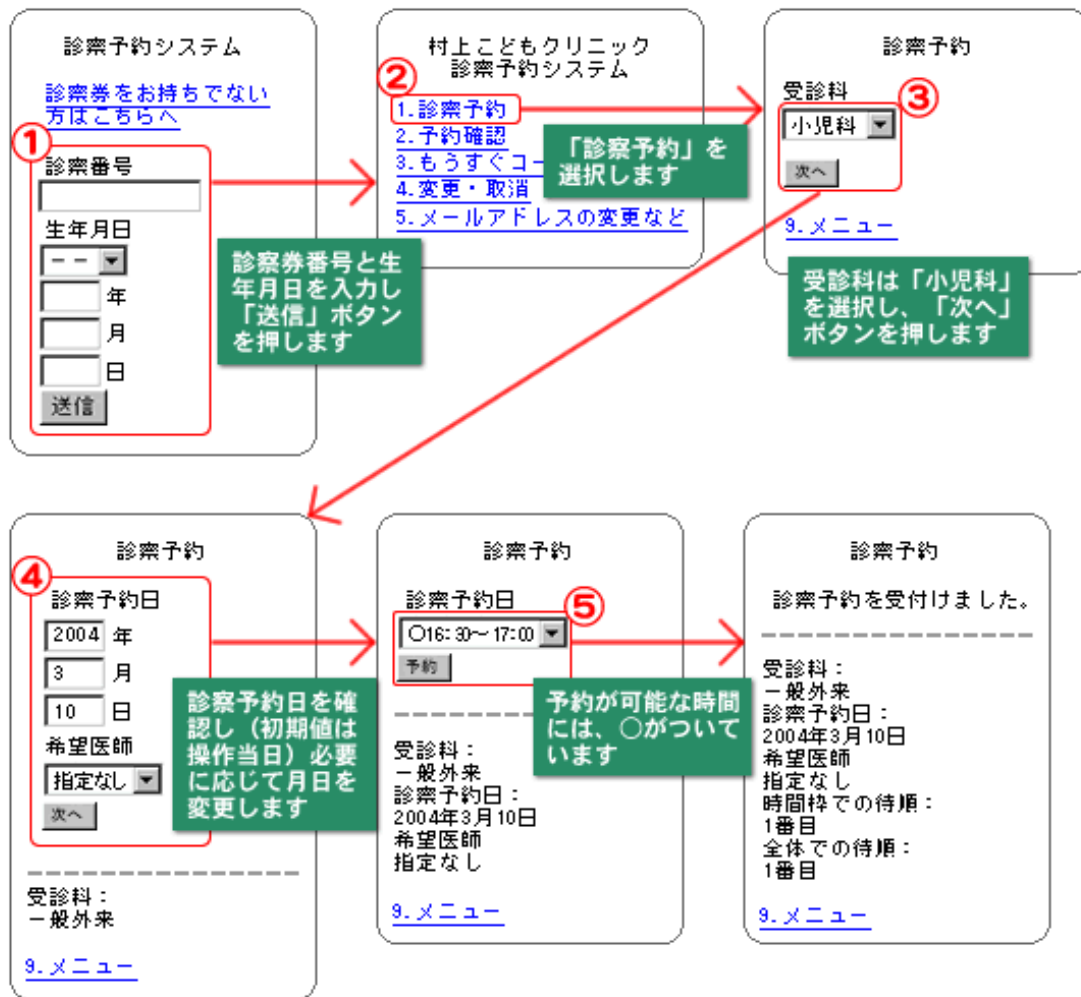 診察予約システム
診察券をお持ちでない
方はこちらへ
①
診察番号
生年月日
--
年
月
日
送信
診察券番号と生
年月日を入力し
「送信」ボタン
を押します
村上こどもクリニック
診察予約システム
②
1.診察予約
2.予約確認
3.もうすぐコー
4.変更・取消
5.メールアドレスの変更など
「診察予約」を
選択します
診察予約
受診科
③
小児科
次へ
9.メニュー
受診科は「小児科」
を選択し、「次へ」
ボタンを押します
診察予約
④
診察予約日
2004 年
3 月
10 日
希望医師
指定なし
次へ
受診科：
一般外来
9.メニュー
診察予約日を確
認し（初期値は
操作当日）必要
に応じて月日を
変更します
診察予約
診察予約日
⑤
○16:30～17:00
予約
受診科：
一般外来
診察予約日：
2004年3月10日
希望医師
指定なし
9.メニュー
予約が可能な時間
には、○がついて
います
診察予約
診察予約を受付けました。
受診科：
一般外来
診察予約日：
2004年3月10日
希望医師
指定なし
時間枠での待順：
1番目
全体での待順：
1番目
9.メニュー